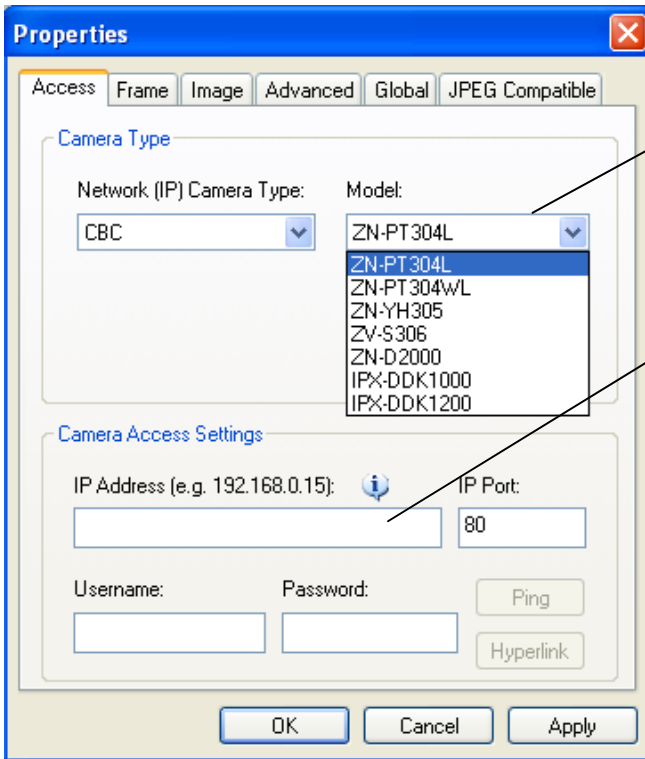 Properties
Access Frame Image Advanced Global JPEG Compatible
Camera Type
Network (IP) Camera Type: Model:
CBC ZN-PT304L
ZN-PT304L
ZN-PT304WL
ZN-YH305
ZV-S306
ZN-D2000
IPX-DDK1000
IPX-DDK1200
Camera Access Settings
IP Address (e.g. 192.168.0.15): IP Port:
80
Username: Password:
Ping
Hyperlink
OK Cancel Apply